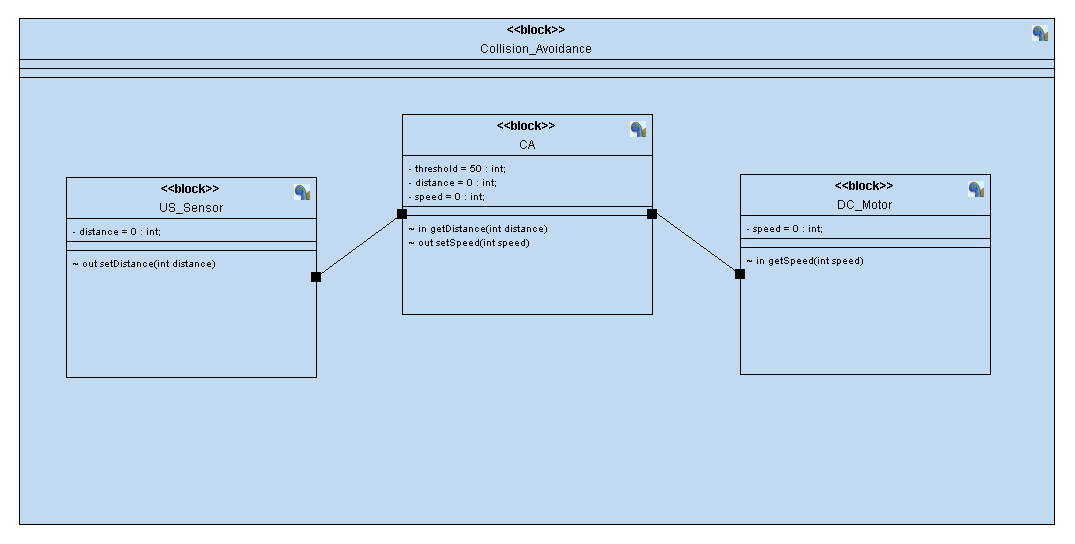 <<block>>
Collision_Avoidance
<<block>>
US_Sensor
- distance = 0 : int;
~ out setDistance(int distance)
<<block>>
CA
- threshold = 50 : int;
- distance = 0 : int;
- speed = 0 : int;
~ in getDistance(int distance)
~ out setSpeed(int speed)
<<block>>
DC_Motor
- speed = 0 : int;
~ in getSpeed(int speed)